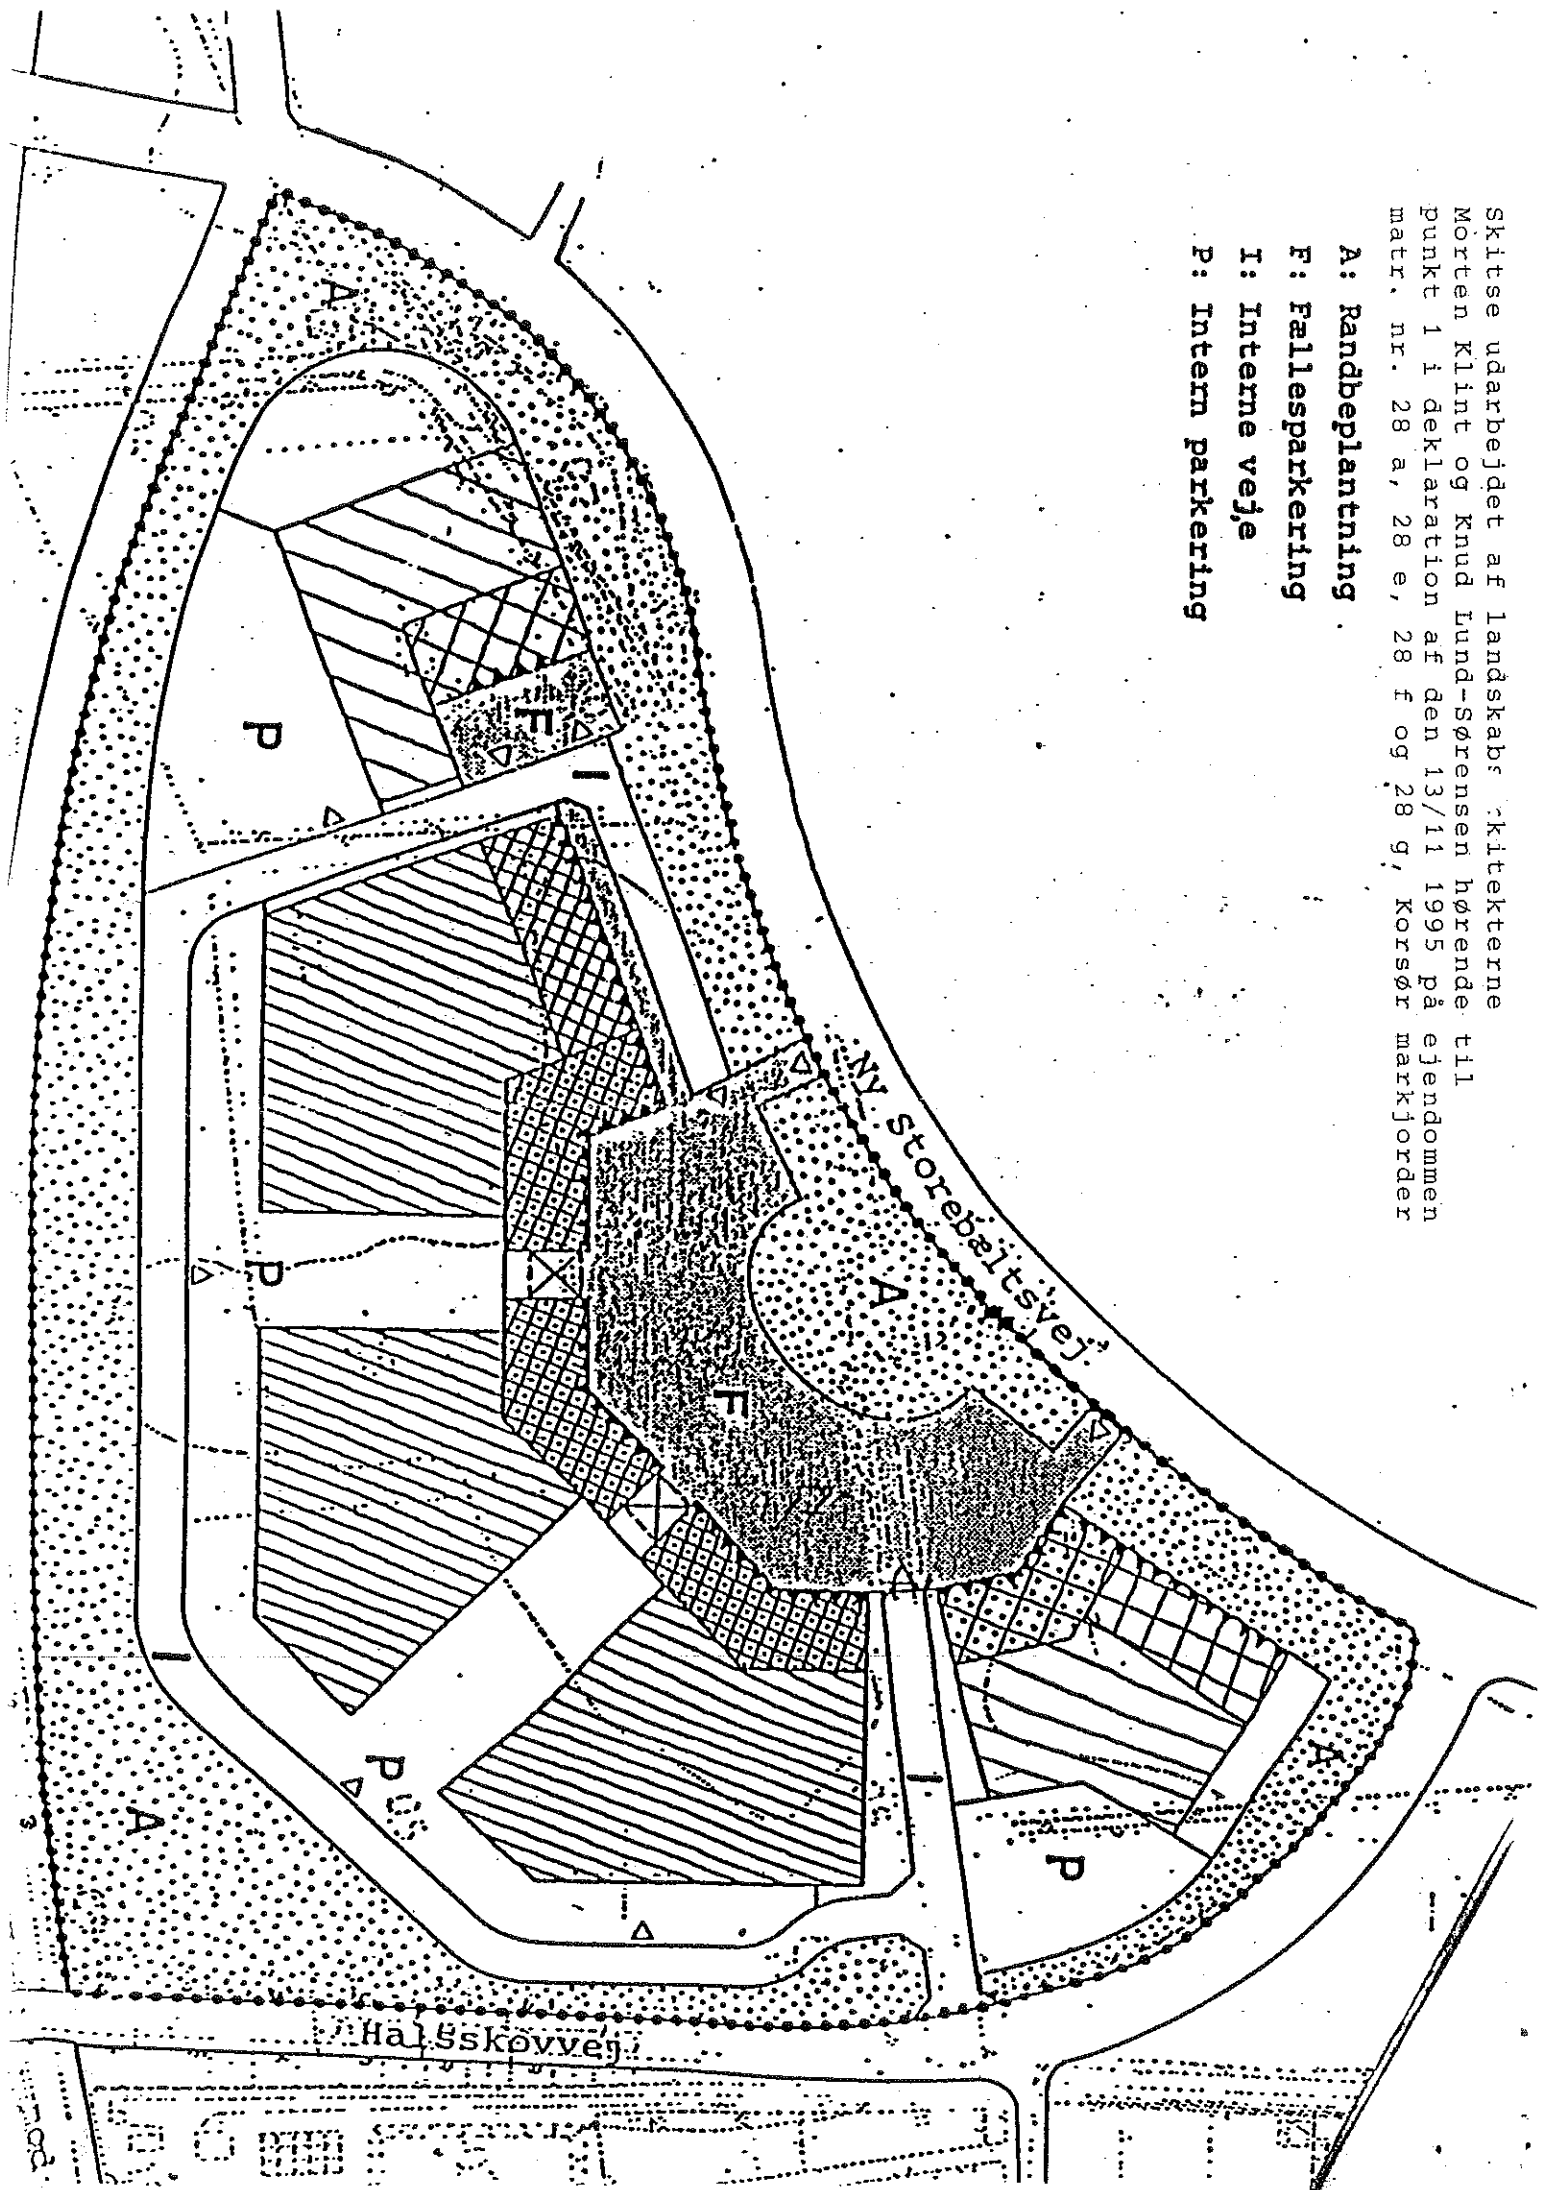 Skitse udarbejdet af landskabs kitekterne
Morten Klint og Knud Lund-Sørensen hørende til
punkt 1 i deklaration af den 13/11 1995 på ejendommen
matr. nr. 28 a, 28 e, 28 f og 28 g, Korsør markjorder
A: Randbeplantning
F: Fællesparkering
I: Interne veje
P: Intern parkering
Ny Storebæltsvej
Halsskovvej
A
A
A
A
F
F
I
I
I
P
P
P
P